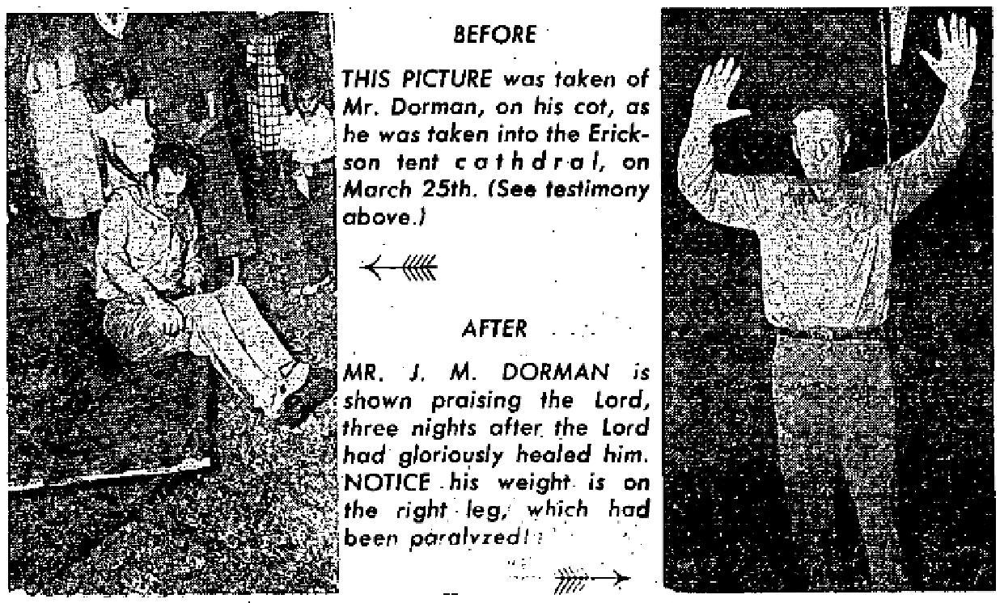 BEFORE
THIS PICTURE was taken of
Mr. Dorman, on his cot, as
he was taken into the Erick-
son tent cathdral, on
March 25th. (See testimony
above.)
AFTER
MR. J. M. DORMAN is
shown praising the Lord,
three nights after the Lord
had gloriously healed him.
NOTICE his weight is on
the right leg, which had
been paralyzed!